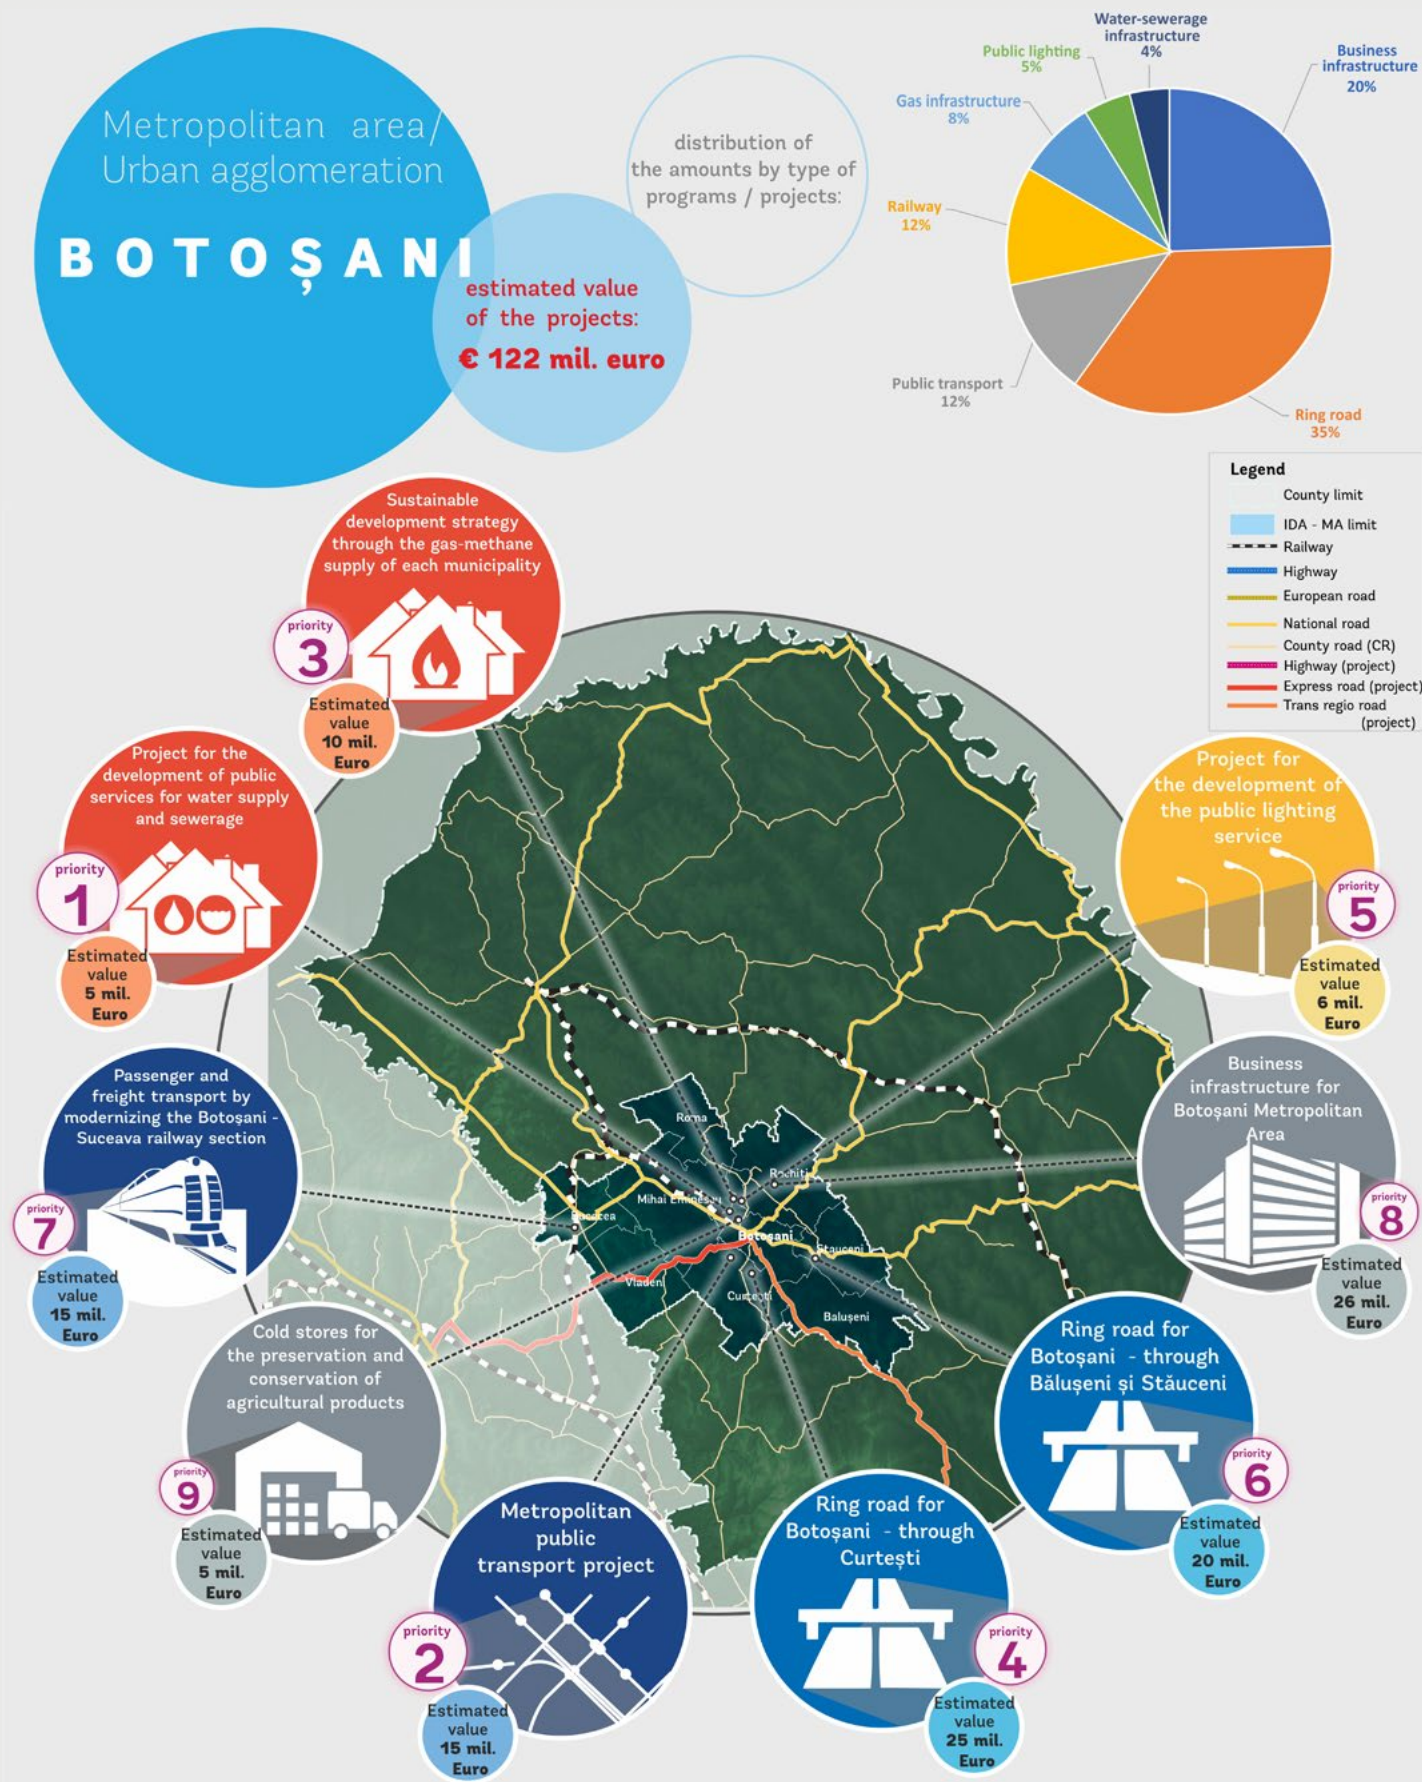 Metropolitan area/
Urban agglomeration
BOTOȘANI
estimated value
of the projects:
€ 122 mil. euro
distribution of
the amounts by type of
programs / projects:
Water-sewerage
infrastructure
4%
Public lighting
5%
Business
infrastructure
20%
Gas infrastructure
8%
Railway
12%
Public transport
12%
Ring road
35%
Legend
County limit
IDA - MA limit
Railway
Highway
European road
National road
County road (CR)
Highway (project)
Express road (project)
Trans regio road
(project)
Sustainable
development strategy
through the gas-methane
supply of each municipality
priority
3
Estimated
value
10 mil.
Euro
Project for the
development of public
services for water supply
and sewerage
priority
1
Estimated
value
5 mil.
Euro
Project for
the development of
the public lighting
service
priority
5
Estimated
value
6 mil.
Euro
Passenger and
freight transport by
modernizing the Botoșani -
Suceava railway section
priority
7
Estimated
value
15 mil.
Euro
Business
infrastructure for
Botoșani Metropolitan
Area
priority
8
Estimated
value
26 mil.
Euro
Roma
Rachiti
Mihai Eminescu
Bucecea
Botosani
Stauceni
Vladeni
Curtesti
Balușeni
Cold stores for
the preservation and
conservation of
agricultural products
priority
9
Estimated
value
5 mil.
Euro
Ring road for
Botoșani - through
Bălușeni și Stăuceni
priority
6
Estimated
value
20 mil.
Euro
Metropolitan
public
transport project
priority
2
Estimated
value
15 mil.
Euro
Ring road for
Botoșani - through
Curtești
priority
4
Estimated
value
25 mil.
Euro